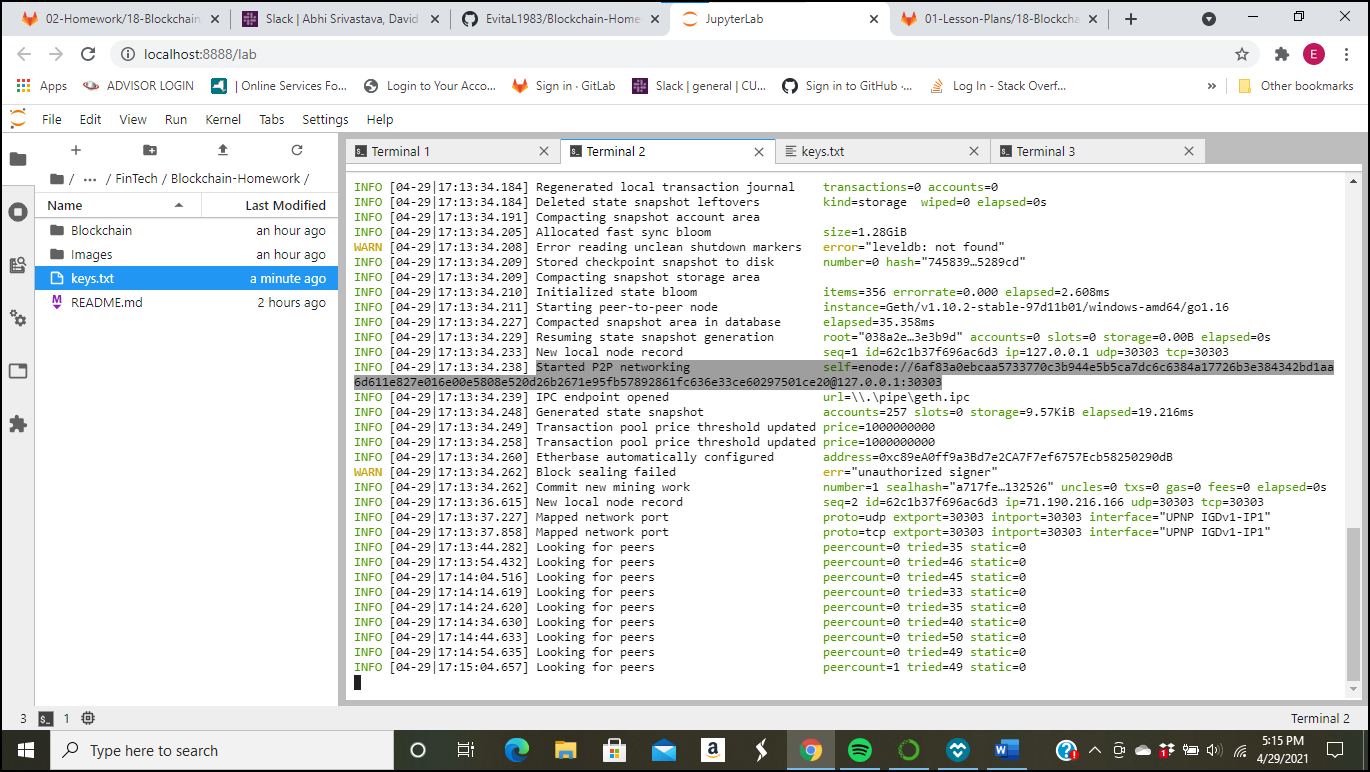 02-Homework/18-Blockchain
Slack | Abhi Srivastava, David
EvitaL1983/Blockchain-Home
JupyterLab
01-Lesson-Plans/18-Blockcha
localhost:8888/lab
E
Apps
ADVISOR LOGIN
| Online Services Fo...
Login to Your Acco...
Sign in · GitLab
Slack | general | CU...
Sign in to GitHub ·...
Log In - Stack Overf...
»
Other bookmarks
File Edit View Run Kernel Tabs Settings Help
Terminal 1
Terminal 2
keys.txt
Terminal 3
/ ··· / FinTech / Blockchain-Homework /
Name Last Modified
Blockchain an hour ago
Images an hour ago
keys.txt a minute ago
README.md 2 hours ago
INFO [04-29|17:13:34.184] Regenerated local transaction journal transactions=0 accounts=0
INFO [04-29|17:13:34.184] Deleted state snapshot leftovers kind=storage wiped=0 elapsed=0s
INFO [04-29|17:13:34.191] Compacting snapshot account area
INFO [04-29|17:13:34.205] Allocated fast sync bloom size=1.28GiB
WARN [04-29|17:13:34.208] Error reading unclean shutdown markers error="leveldb: not found"
INFO [04-29|17:13:34.209] Stored checkpoint snapshot to disk number=0 hash="745839…5289cd"
INFO [04-29|17:13:34.209] Compacting snapshot storage area
INFO [04-29|17:13:34.210] Initialized state bloom items=356 errorrate=0.000 elapsed=2.608ms
INFO [04-29|17:13:34.211] Starting peer-to-peer node instance=Geth/v1.10.2-stable-97d11b01/windows-amd64/go1.16
INFO [04-29|17:13:34.227] Compacted snapshot area in database elapsed=35.358ms
INFO [04-29|17:13:34.229] Resuming state snapshot generation root="038a2e…3e3b9d" accounts=0 slots=0 storage=0.00B elapsed=0s
INFO [04-29|17:13:34.233] New local node record seq=1 id=62c1b37f696ac6d3 ip=127.0.0.1 udp=30303 tcp=30303
INFO [04-29|17:13:34.238] Started P2P networking self=enode://6af83a0ebcaa5733770c3b944e5b5ca7dc6c6384a17726b3e384342bd1aa
6d611e827e016e00e5808e520d26b2671e95fb57892861fc636e33ce60297501ce20@127.0.0.1:30303
INFO [04-29|17:13:34.239] IPC endpoint opened url=\\.\pipe\geth.ipc
INFO [04-29|17:13:34.248] Generated state snapshot accounts=257 slots=0 storage=9.57KiB elapsed=19.216ms
INFO [04-29|17:13:34.249] Transaction pool price threshold updated price=1000000000
INFO [04-29|17:13:34.258] Transaction pool price threshold updated price=1000000000
INFO [04-29|17:13:34.260] Etherbase automatically configured address=0xc89eA0ff9a3Bd7e2CA7F7ef6757Ecb58250290dB
WARN [04-29|17:13:34.262] Block sealing failed err="unauthorized signer"
INFO [04-29|17:13:34.262] Commit new mining work number=1 sealhash="a717fe…132526" uncles=0 txs=0 gas=0 fees=0 elapsed=0s
INFO [04-29|17:13:36.615] New local node record seq=2 id=62c1b37f696ac6d3 ip=71.190.216.166 udp=30303 tcp=30303
INFO [04-29|17:13:37.227] Mapped network port proto=udp extport=30303 intport=30303 interface="UPNP IGDv1-IP1"
INFO [04-29|17:13:37.858] Mapped network port proto=tcp extport=30303 intport=30303 interface="UPNP IGDv1-IP1"
INFO [04-29|17:13:44.282] Looking for peers peercount=0 tried=35 static=0
INFO [04-29|17:13:54.432] Looking for peers peercount=0 tried=46 static=0
INFO [04-29|17:14:04.516] Looking for peers peercount=0 tried=45 static=0
INFO [04-29|17:14:14.619] Looking for peers peercount=0 tried=33 static=0
INFO [04-29|17:14:24.620] Looking for peers peercount=0 tried=35 static=0
INFO [04-29|17:14:34.630] Looking for peers peercount=0 tried=40 static=0
INFO [04-29|17:14:44.633] Looking for peers peercount=0 tried=50 static=0
INFO [04-29|17:14:54.635] Looking for peers peercount=0 tried=49 static=0
INFO [04-29|17:15:04.657] Looking for peers peercount=1 tried=49 static=0
3 1
Terminal 2
Type here to search
5:15 PM
4/29/2021